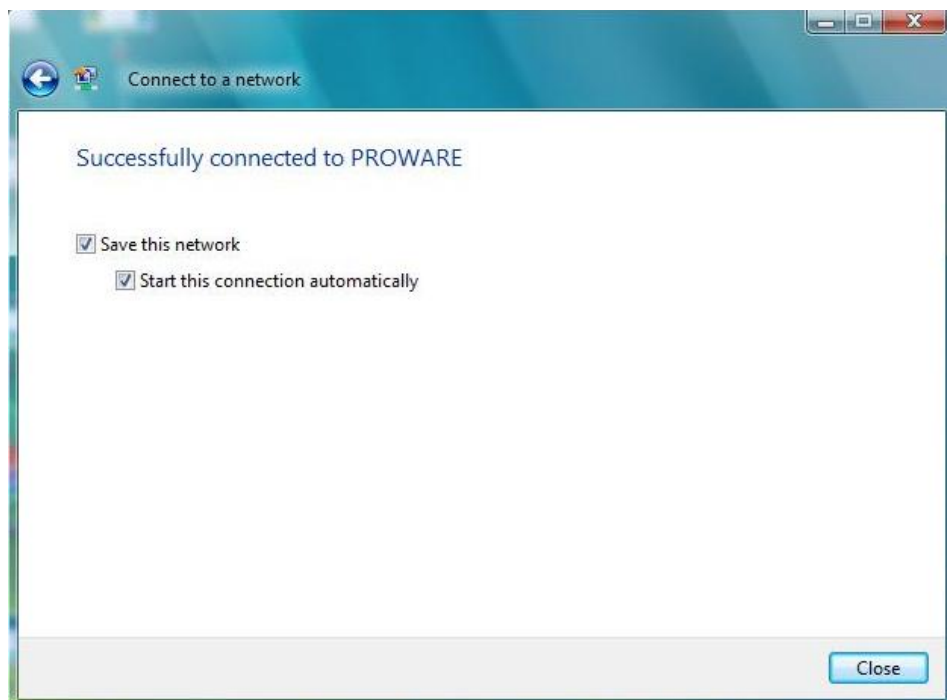 Connect to a network
Successfully connected to PROWARE
Save this network
Start this connection automatically
Close